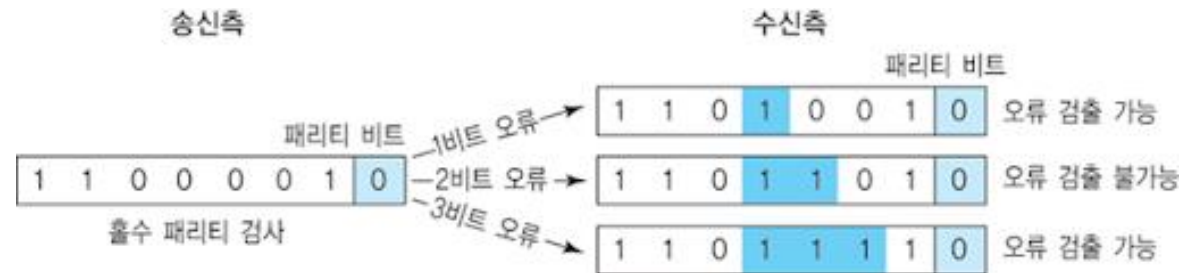 송신측
수신측
패리티 비트
1 1 0 1 0 0 1 0 오류 검출 가능
패리티 비트
1비트 오류
1 1 0 0 0 0 1 0
2비트 오류
1 1 0 1 1 0 1 0 오류 검출 불가능
3비트 오류
홀수 패리티 검사
1 1 0 1 1 1 1 0 오류 검출 가능